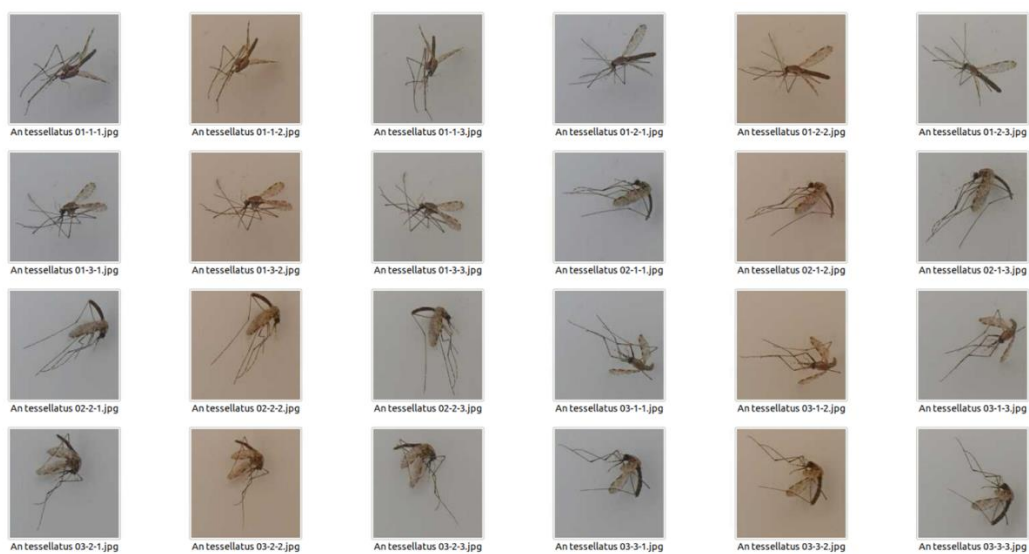 An tessellatus 01-1-1.jpg
An tessellatus 01-1-2.jpg
An tessellatus 01-1-3.jpg
An tessellatus 01-2-1.jpg
An tessellatus 01-2-2.jpg
An tessellatus 01-2-3.jpg
An tessellatus 01-3-1.jpg
An tessellatus 01-3-2.jpg
An tessellatus 01-3-3.jpg
An tessellatus 02-1-1.jpg
An tessellatus 02-1-2.jpg
An tessellatus 02-1-3.jpg
An tessellatus 02-2-1.jpg
An tessellatus 02-2-2.jpg
An tessellatus 02-2-3.jpg
An tessellatus 03-1-1.jpg
An tessellatus 03-1-2.jpg
An tessellatus 03-1-3.jpg
An tessellatus 03-2-1.jpg
An tessellatus 03-2-2.jpg
An tessellatus 03-2-3.jpg
An tessellatus 03-3-1.jpg
An tessellatus 03-3-2.jpg
An tessellatus 03-3-3.jpg